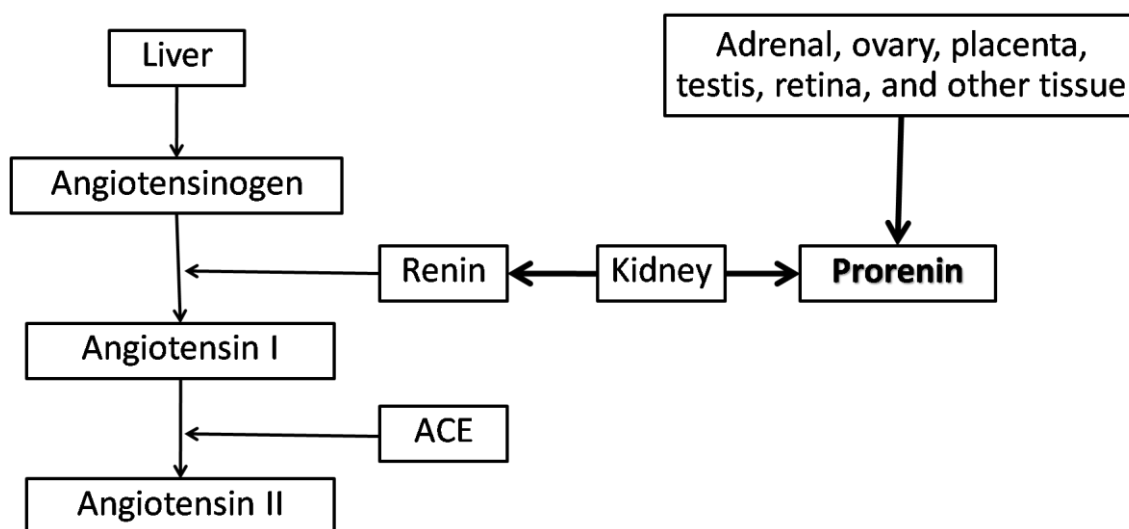 Liver
Adrenal, ovary, placenta,
testis, retina, and other tissue
Angiotensinogen
Renin
Kidney
Prorenin
Angiotensin I
ACE
Angiotensin II